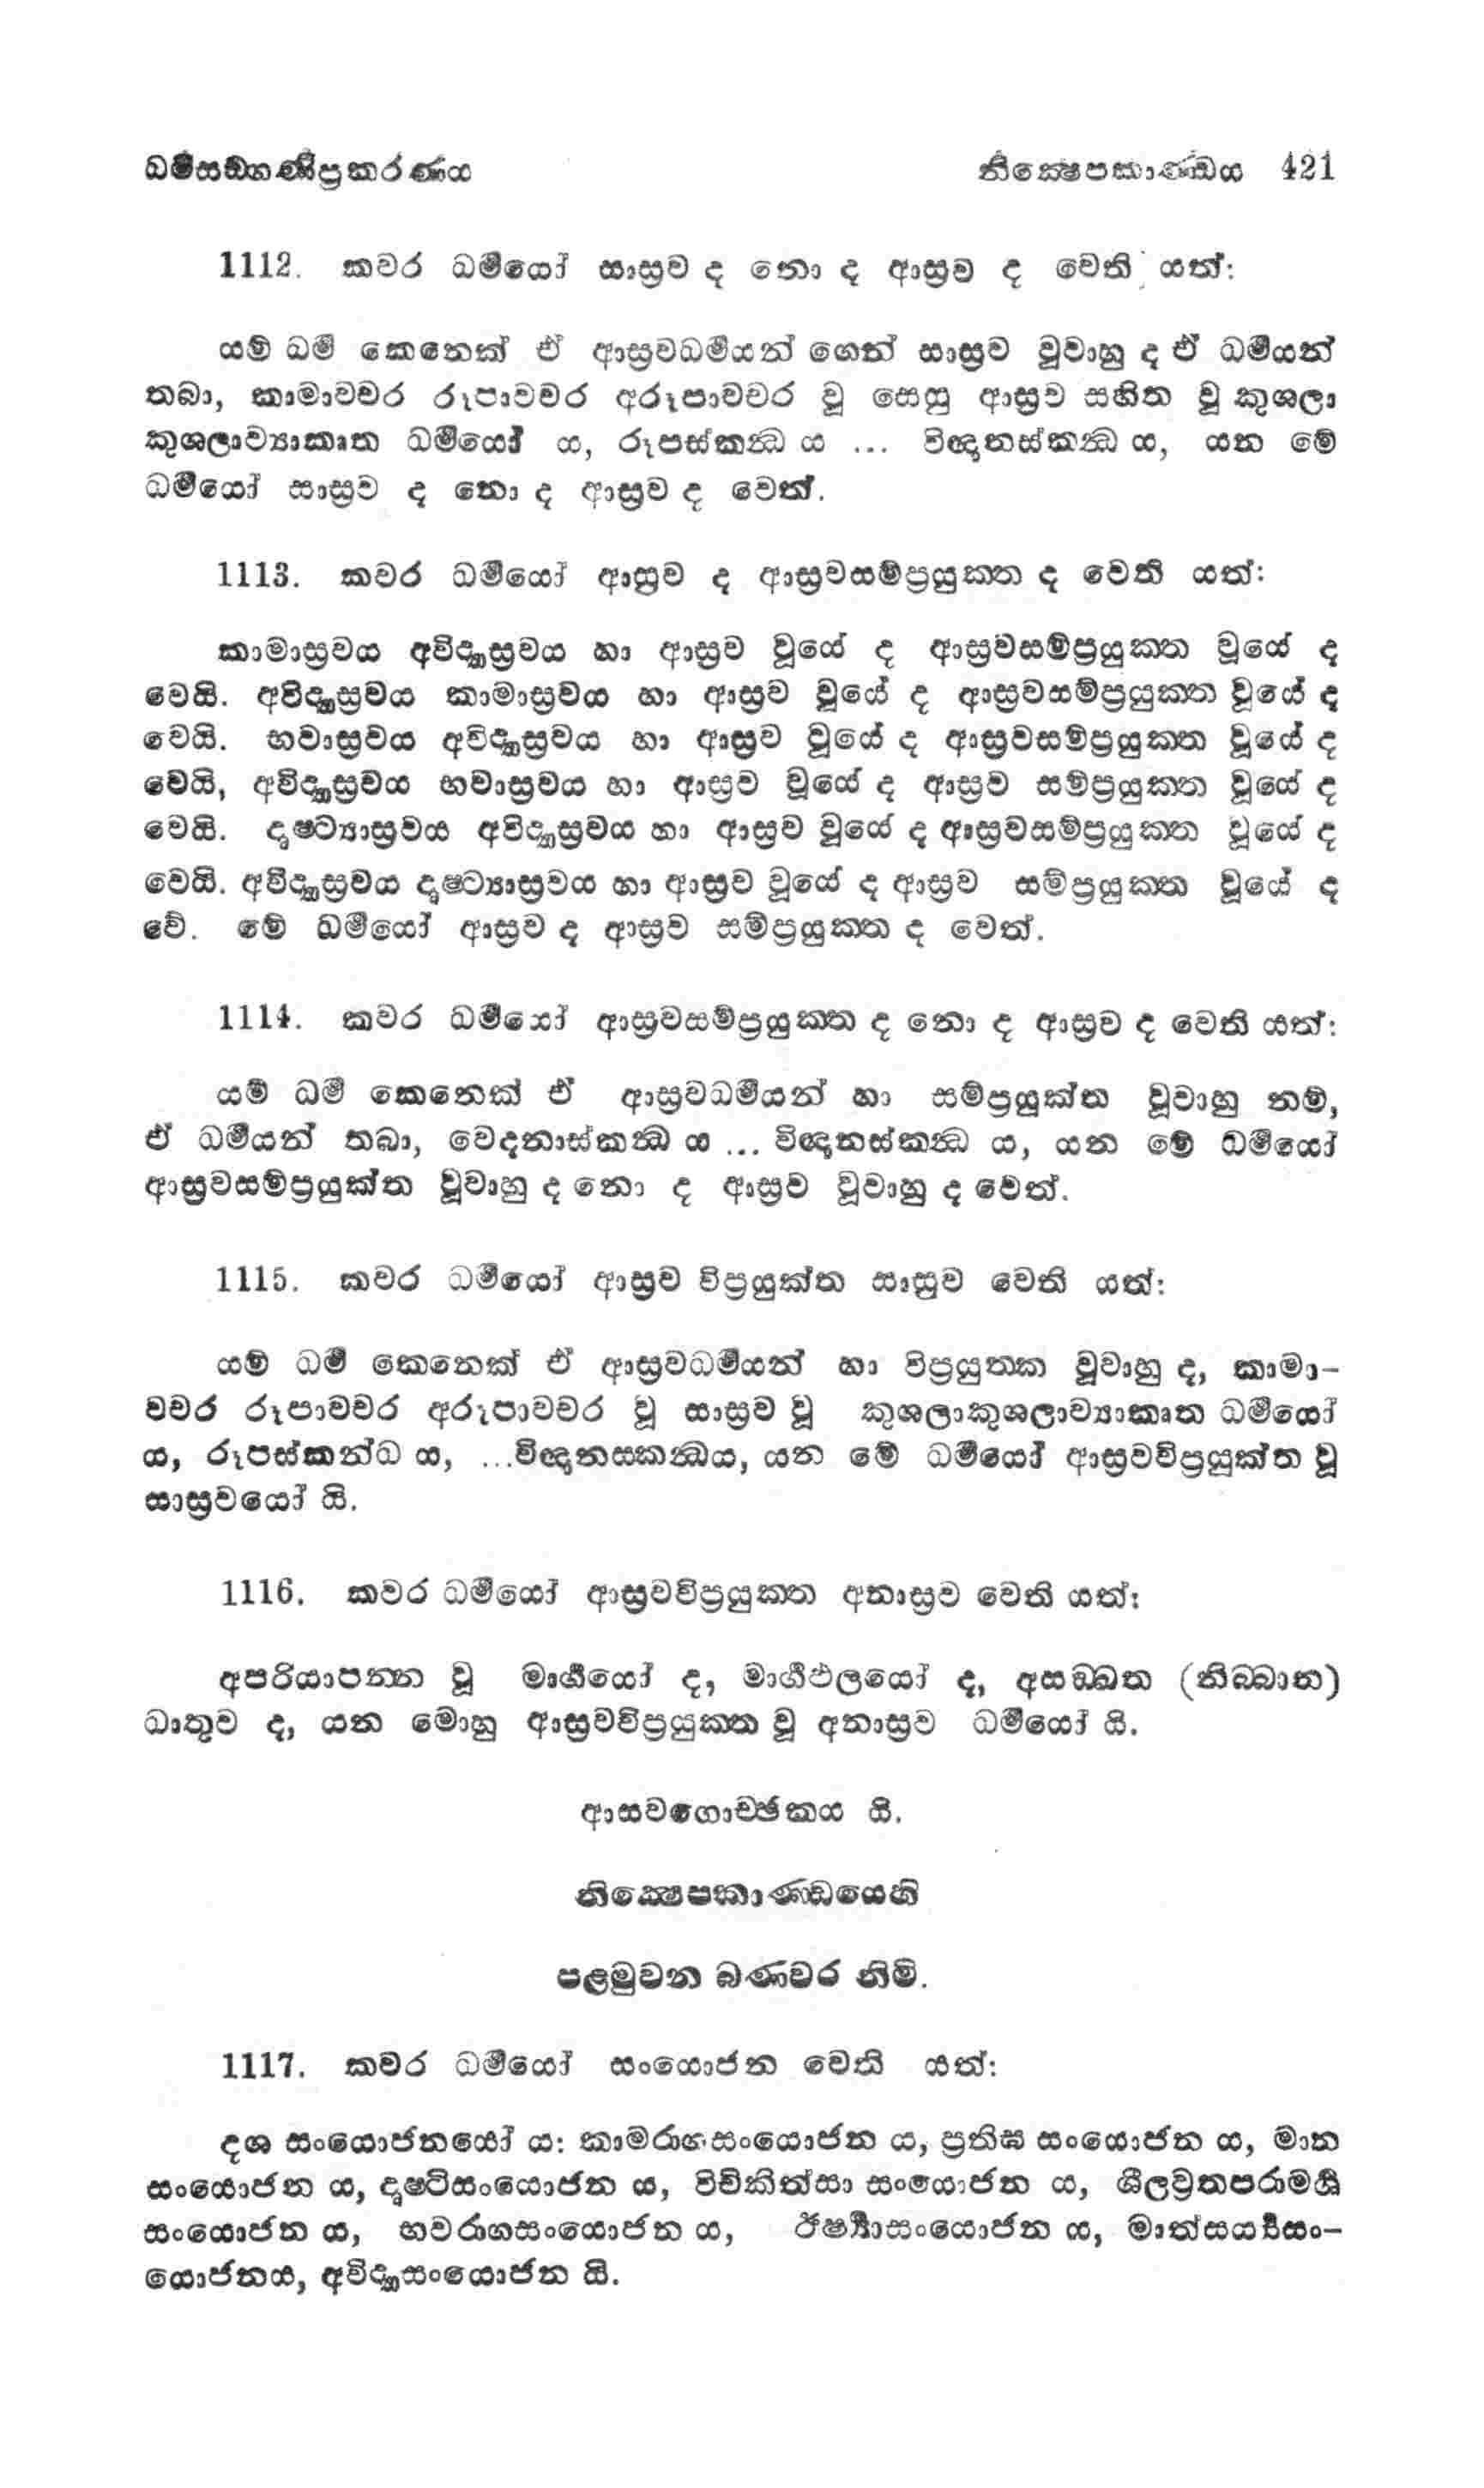 ධර්‍මසඞ්ගණීප්‍රකරණය නික්‍ෂෙපකාණ්ඩය 421
1112. කවර ධර්‍මයෝ සාස්‍රව ද නො ද ආස්‍රව ද වෙති යත්:
යම් ධර්‍ම කෙනෙක් ඒ ආස්‍රවධර්‍මයන් ගෙන් සාස්‍රව වූවාහු ද ඒ ධර්‍මයන්
තබා, කාමාවචර රූපාවචර අරූපාවචර වූ සෙසු ආස්‍රව සහිත වූ කුශලා
කුශලාව්‍යාකෘත ධර්‍මයෝ ය, රූපස්කන්‍ධ ය ... විඥානස්කන්‍ධ ය, යන මේ
ධර්‍මයෝ සාස්‍රව ද නො ද ආස්‍රව ද වෙත්.
1113. කවර ධර්‍මයෝ ආස්‍රව ද ආස්‍රවසම්ප්‍රයුක්ත ද වෙති යත්:
කාමාස්‍රවය අවිද්‍යාස්‍රවය හා ආස්‍රව වූයේ ද ආස්‍රවසම්ප්‍රයුක්ත වූයේ ද
වෙයි. අවිද්‍යාස්‍රවය කාමාස්‍රවය හා ආස්‍රව වූයේ ද ආස්‍රවසම්ප්‍රයුක්ත වූයේ ද
වෙයි. භවාස්‍රවය අවිද්‍යාස්‍රවය හා ආස්‍රව වූයේ ද ආස්‍රවසම්ප්‍රයුක්ත වූයේ ද
වෙයි, අවිද්‍යාස්‍රවය භවාස්‍රවය හා ආස්‍රව වූයේ ද ආස්‍රව සම්ප්‍රයුක්ත වූයේ ද
වෙයි. දෘෂ්ට්‍යාස්‍රවය අවිද්‍යාස්‍රවය හා ආස්‍රව වූයේ ද ආස්‍රවසම්ප්‍රයුක්ත වූයේ ද
වෙයි. අවිද්‍යාස්‍රවය දෘෂ්ට්‍යාස්‍රවය හා ආස්‍රව වූයේ ද ආස්‍රව සම්ප්‍රයුක්ත වූයේ ද
වේ. මේ ධර්‍මයෝ ආස්‍රව ද ආස්‍රව සම්ප්‍රයුක්ත ද වෙත්.
1114. කවර ධර්‍මයෝ ආස්‍රවසම්ප්‍රයුක්ත ද නො ද ආස්‍රව ද වෙති යත්:
යම් ධර්‍ම කෙනෙක් ඒ ආස්‍රවධර්‍මයන් හා සම්ප්‍රයුක්ත වූවාහු නම්,
ඒ ධර්‍මයන් තබා, වෙදනාස්කන්‍ධ ය ... විඥානස්කන්‍ධ ය, යන මේ ධර්‍මයෝ
ආස්‍රවසම්ප්‍රයුක්ත වූවාහු ද නො ද ආස්‍රව වූවාහු ද වෙත්.
1115. කවර ධර්‍මයෝ ආස්‍රව විප්‍රයුක්ත සාස්‍රව වෙති යත්:
යම් ධර්‍ම කෙනෙක් ඒ ආස්‍රවධර්‍මයන් හා විප්‍රයුතක වූවාහු ද, කාමා-
වචර රූපාවචර අරූපාවචර වූ සාස්‍රව වූ කුශලාකුශලාව්‍යාකෘත ධර්‍මයෝ
ය, රූපස්කන්ධ ය, ...විඥානසකන්‍ධය, යන මේ ධර්‍මයෝ ආස්‍රවවිප්‍රයුක්ත වූ
සාස්‍රවයෝ යි.
1116. කවර ධර්‍මයෝ ආස්‍රවවිප්‍රයුක්ත අනාස්‍රව වෙති යත්:
අපරියාපන්න වූ මාර්‍ගයෝ ද, මාර්‍ගඵලයෝ ද, අසඞ්ඛත (නිබ්බාන)
ධාතුව ද, යන මොහු ආස්‍රවවිප්‍රයුක්ත වූ අනාස්‍රව ධර්‍මයෝ යි.
ආසවගොච්ඡකය යි.
නික්‍ෂෙපකාණ්ඩයෙහි
පළමුවන බණවර නිමි.
1117. කවර ධර්‍මයෝ සංයොජන වෙති යත්:
දශ සංයොජනයෝ ය: කාමරාගසංයොජන ය, ප්‍රතිඝ සංයොජන ය, මාන
සංයොජන ය, දෘෂ්ටිසංයොජන ය, විචිකිත්සා සංයොජන ය, ශීලව්‍රතපරාමර්‍ශ
සංයොජන ය, භවරාගසංයොජන ය, ඊර්‍ෂ්‍යාසංයොජන ය, මාත්සර්‍ය්‍යසං-
යොජනය, අවිද්‍යාසංයොජන යි.